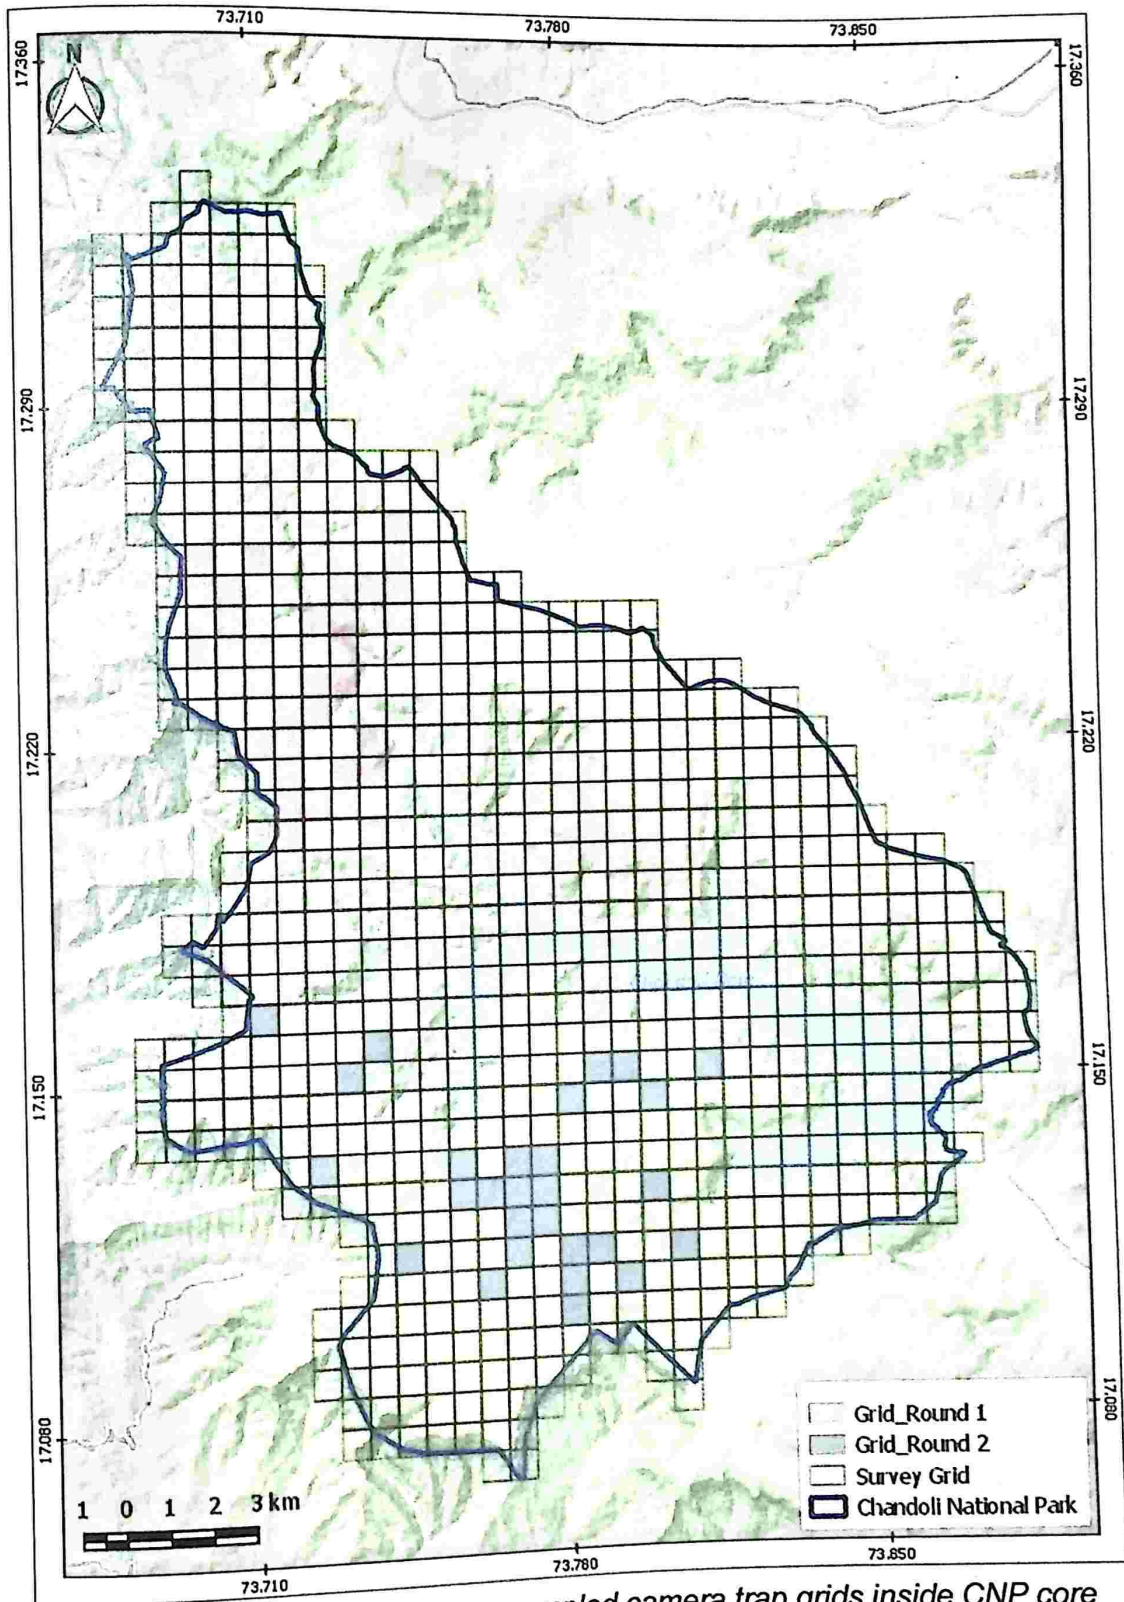 73.710 73.780 73.850
N
17.360 17.360
17.290 17.290
17.220 17.220
17.150 17.150
17.080 17.080
Grid_Round 1
Grid_Round 2
Survey Grid
Chandoli National Park
1 0 1 2 3 km
73.710 73.780 73.850
camera trap grids inside CNP core